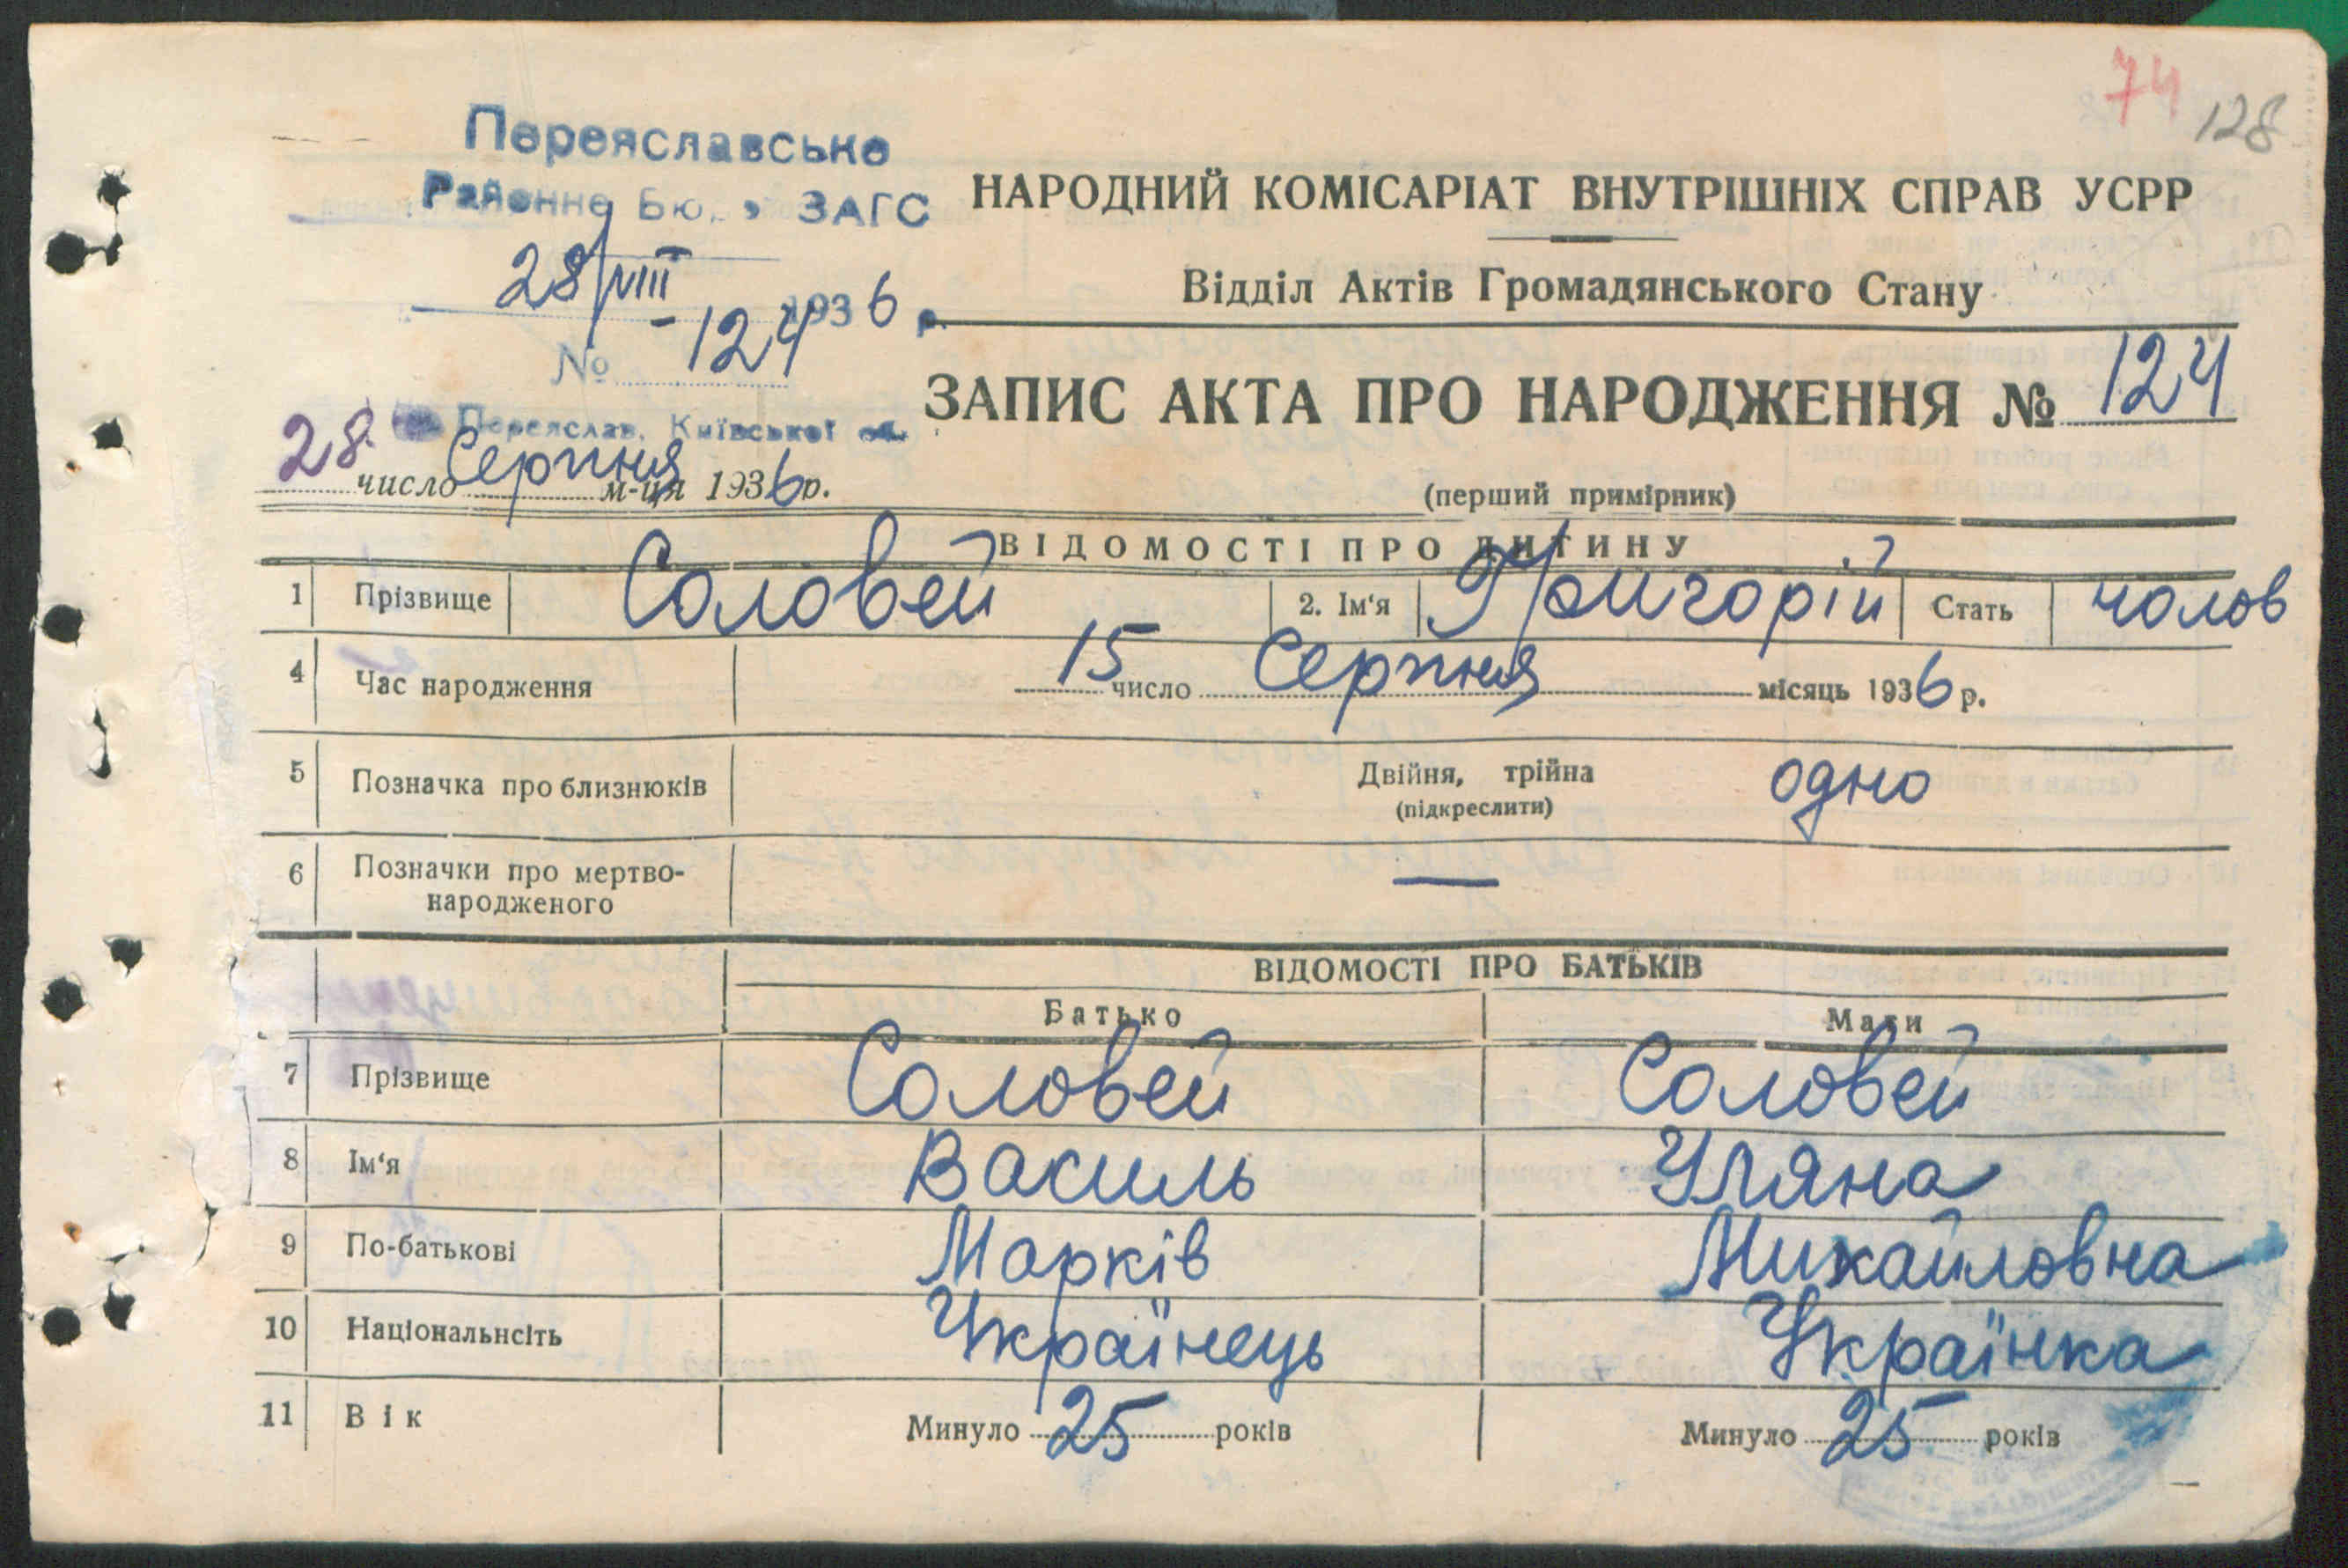 74
128
Переяславське
Районне Бю. ЗАГС
28/VIII 1936 р.
№ -124
Переяслав, Київської обл.
НАРОДНИЙ КОМІСАРІАТ ВНУТРІШНІХ СПРАВ УСРР
Відділ Актів Громадянського Стану
ЗАПИС АКТА ПРО НАРОДЖЕННЯ № 124
28 число Серпня м-ця 1936 р.
(перший примірник)
ВІДОМОСТІ ПРО ДИТИНУ
1 Прізвище Соловей 2. Ім‘я Григорій Стать чолов
4 Час народження 15 число Серпня місяць 1936 р.
5 Позначка про близнюків Двійня, трійна одно
(підкреслити)
6 Позначки про мертво-
народженого —
ВІДОМОСТІ ПРО БАТЬКІВ
Батько Мати
7 Прізвище Соловей Соловей
8 Ім‘я Василь Уляна
9 По-батькові Марків Михайловна
10 Національнсіть Українець Українка
11 Вік Минуло 25 років Минуло 25 років